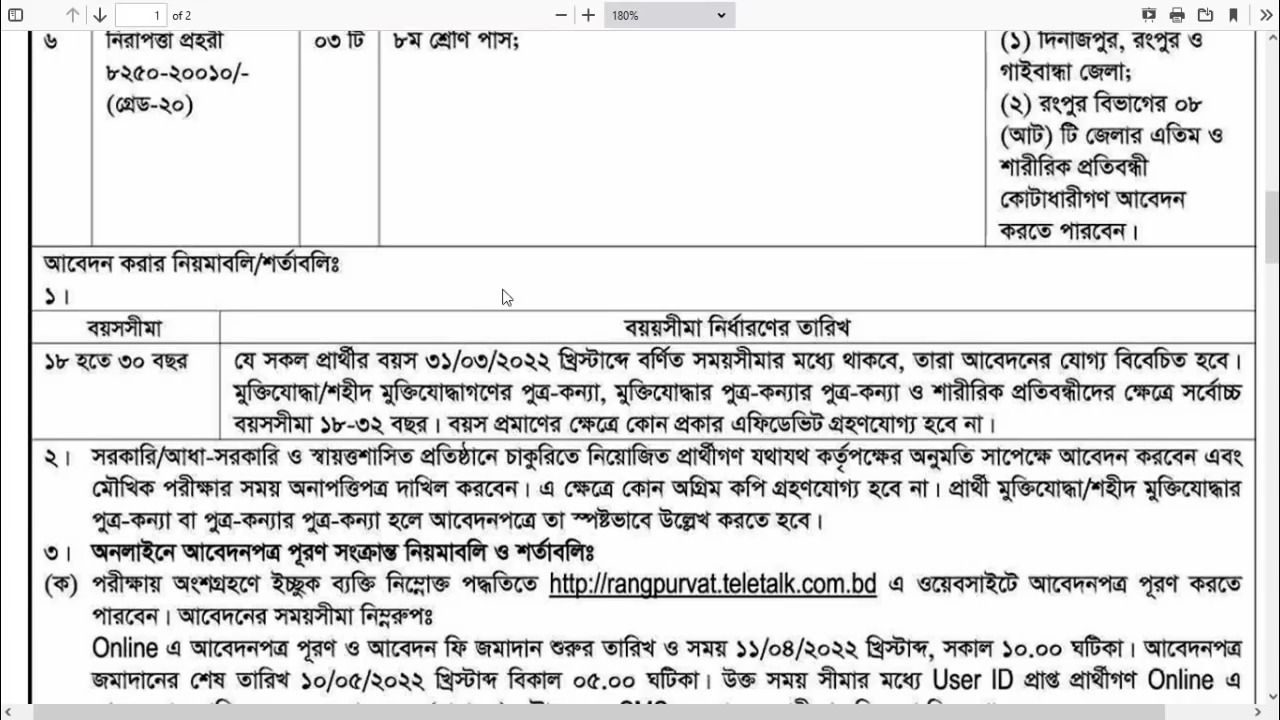 1 of 2 180%
৬ নিরাপত্তা প্রহরী ০৩ টি ৮ম শ্রেণি পাস; (১) দিনাজপুর, রংপুর ও
৮২৫০-২০০১০/- গাইবান্ধা জেলা;
(গ্রেড-২০) (২) রংপুর বিভাগের ০৮
(আট) টি জেলার এতিম ও
শারীরিক প্রতিবন্ধী
কোটাধারীগণ আবেদন
করতে পারবেন।
আবেদন করার নিয়মাবলি/শর্তাবলিঃ
১।
বয়সসীমা বয়য়সীমা নির্ধারণের তারিখ
১৮ হতে ৩০ বছর যে সকল প্রার্থীর বয়স ৩১/০৩/২০২২ খ্রিস্টাব্দে বর্ণিত সময়সীমার মধ্যে থাকবে, তারা আবেদনের যোগ্য বিবেচিত হবে।
মুক্তিযোদ্ধা/শহীদ মুক্তিযোদ্ধাগণের পুত্র-কন্যা, মুক্তিযোদ্ধার পুত্র-কন্যার পুত্র-কন্যা ও শারীরিক প্রতিবন্ধীদের ক্ষেত্রে সর্বোচ্চ
বয়সসীমা ১৮-৩২ বছর। বয়স প্রমাণের ক্ষেত্রে কোন প্রকার এফিডেভিট গ্রহণযোগ্য হবে না।
২। সরকারি/আধা-সরকারি ও স্বায়ত্তশাসিত প্রতিষ্ঠানে চাকুরিতে নিয়োজিত প্রার্থীগণ যথাযথ কর্তৃপক্ষের অনুমতি সাপেক্ষে আবেদন করবেন এবং
মৌখিক পরীক্ষার সময় অনাপত্তিপত্র দাখিল করবেন। এ ক্ষেত্রে কোন অগ্রিম কপি গ্রহণযোগ্য হবে না। প্রার্থী মুক্তিযোদ্ধা/শহীদ মুক্তিযোদ্ধার
পুত্র-কন্যা বা পুত্র-কন্যার পুত্র-কন্যা হলে আবেদনপত্রে তা স্পষ্টভাবে উল্লেখ করতে হবে।
৩। অনলাইনে আবেদনপত্র পূরণ সংক্রান্ত নিয়মাবলি ও শর্তাবলিঃ
(ক) পরীক্ষায় অংশগ্রহণে ইচ্ছুক ব্যক্তি নিম্নোক্ত পদ্ধতিতে http://rangpurvat.teletalk.com.bd এ ওয়েবসাইটে আবেদনপত্র পূরণ করতে
পারবেন। আবেদনের সময়সীমা নিম্নরুপঃ
Online এ আবেদনপত্র পূরণ ও আবেদন ফি জমাদান শুরুর তারিখ ও সময় ১১/০৪/২০২২ খ্রিস্টাব্দ, সকাল ১০.০০ ঘটিকা। আবেদনপত্র
জমাদানের শেষ তারিখ ১০/০৫/২০২২ খ্রিস্টাব্দ বিকাল ০৫.০০ ঘটিকা। উক্ত সময় সীমার মধ্যে User ID প্রাপ্ত প্রার্থীগণ Online এ